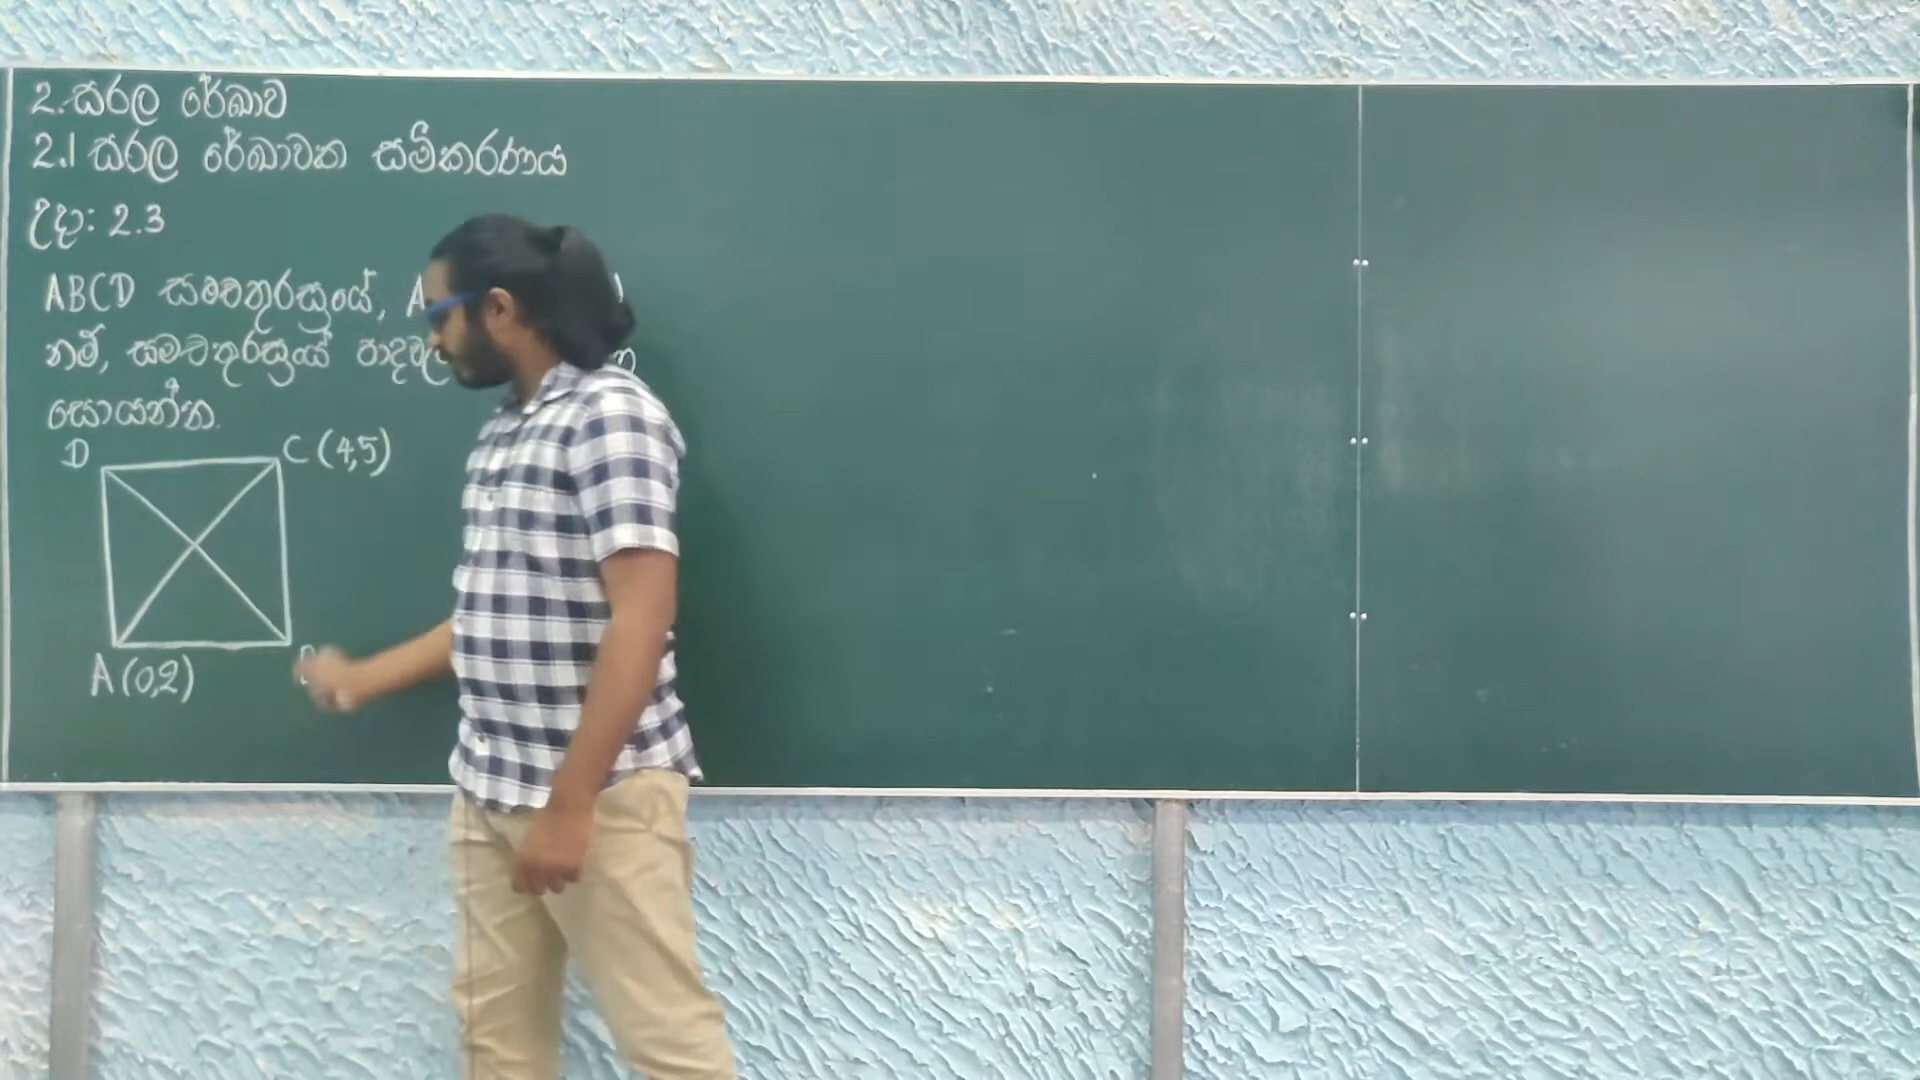 2. සරල රේඛාව
2.1 සරල රේඛාවක සමීකරණය
උදා: 2.3
ABCD සමචතුරස්‍රයේ, A
නම්, සමචතුරස්‍රයේ
සොයන්න.
D
C (4,5)
A (0,2)